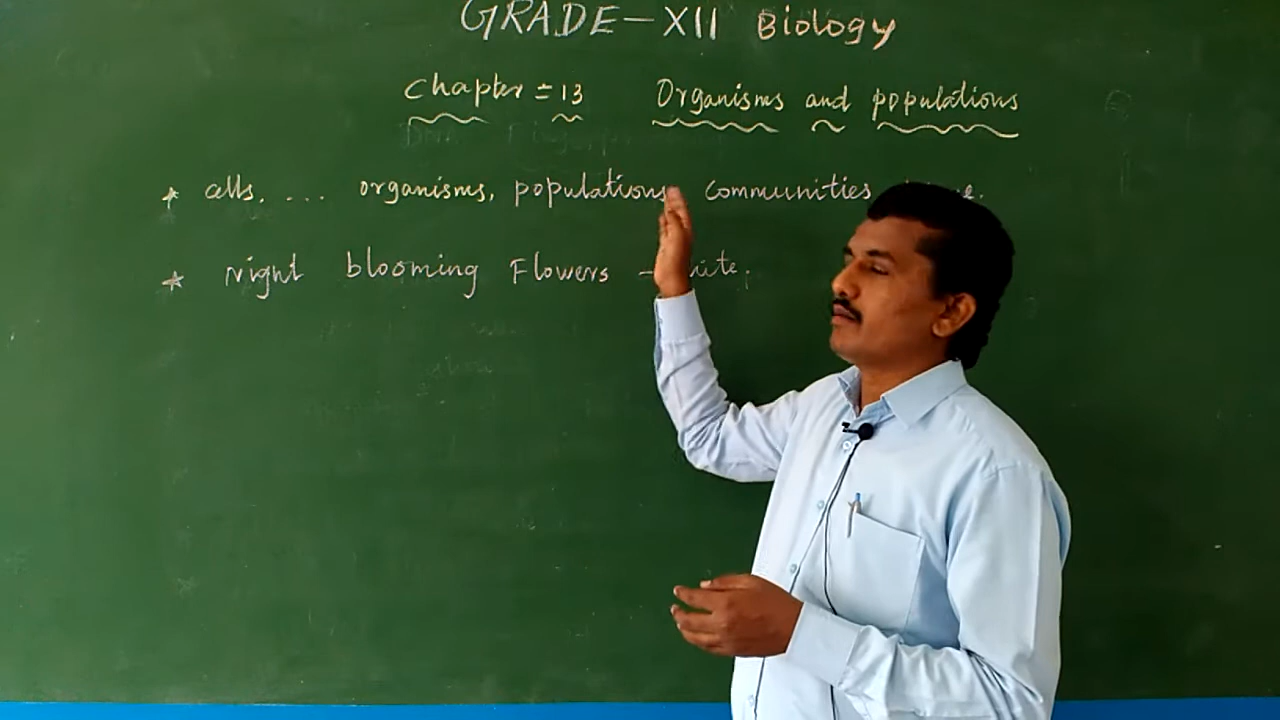 GRADE-XII Biology
Chapter = 13 Organisms and populations
* cells. ... organisms, populations communities
* Night blooming Flowers -